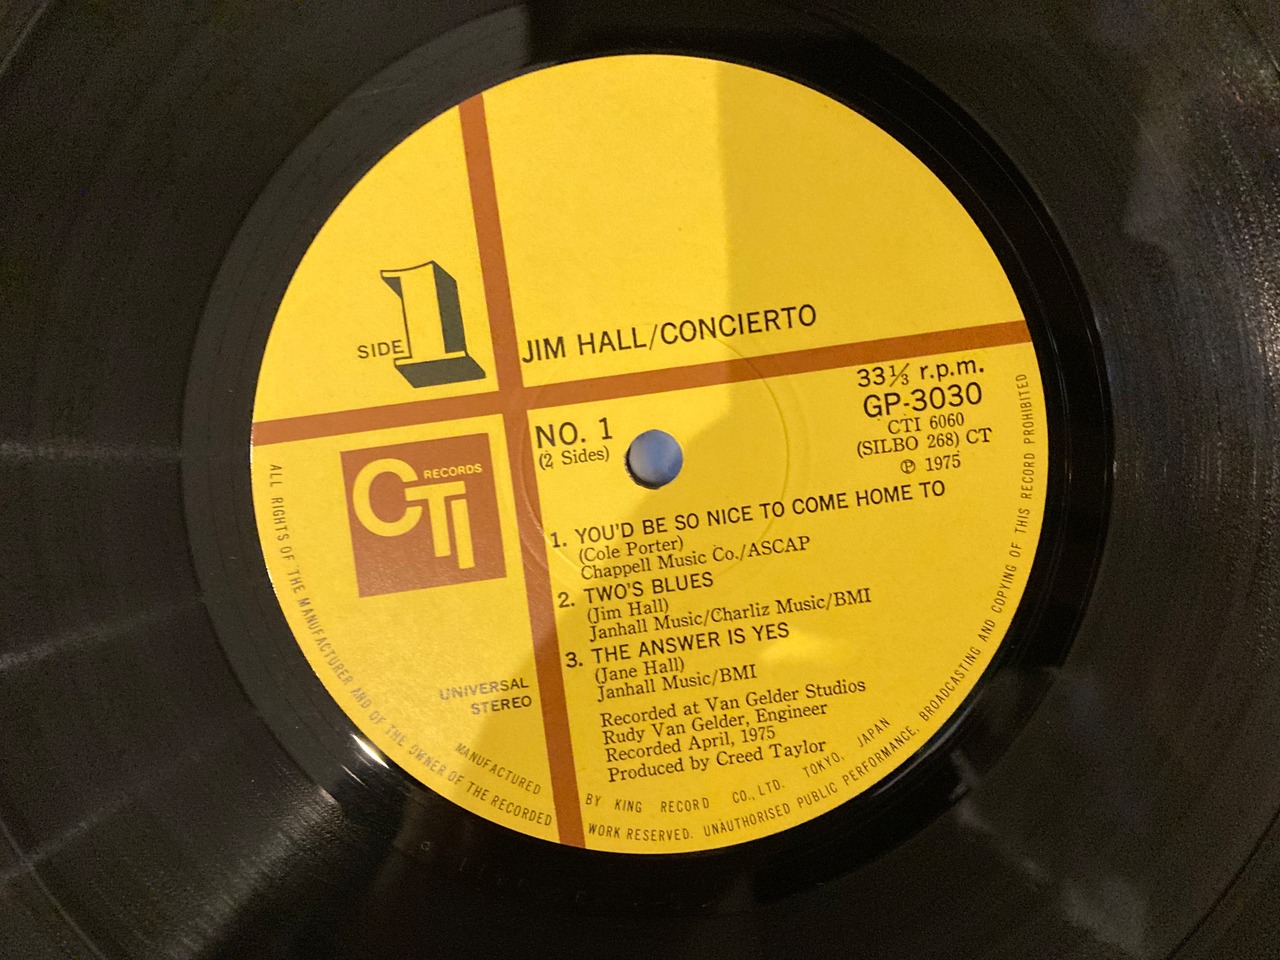 SIDE 1
JIM HALL/CONCIERTO
CTI RECORDS
UNIVERSAL
STEREO
NO. 1
(2 Sides)
33⅓ r.p.m.
GP-3030
CTI 6060
(SILBO 268) CT
℗ 1975
1. YOU'D BE SO NICE TO COME HOME TO
(Cole Porter)
Chappell Music Co./ASCAP
2. TWO'S BLUES
(Jim Hall)
Janhall Music/Charliz Music/BMI
3. THE ANSWER IS YES
(Jane Hall)
Janhall Music/BMI
Recorded at Van Gelder Studios
Rudy Van Gelder, Engineer
Recorded April, 1975
Produced by Creed Taylor
MANUFACTURED BY KING RECORD CO., LTD. TOKYO, JAPAN
ALL RIGHTS OF THE MANUFACTURER AND OF THE OWNER OF THE RECORDED WORK RESERVED. UNAUTHORISED PUBLIC PERFORMANCE, BROADCASTING AND COPYING OF THIS RECORD PROHIBITED